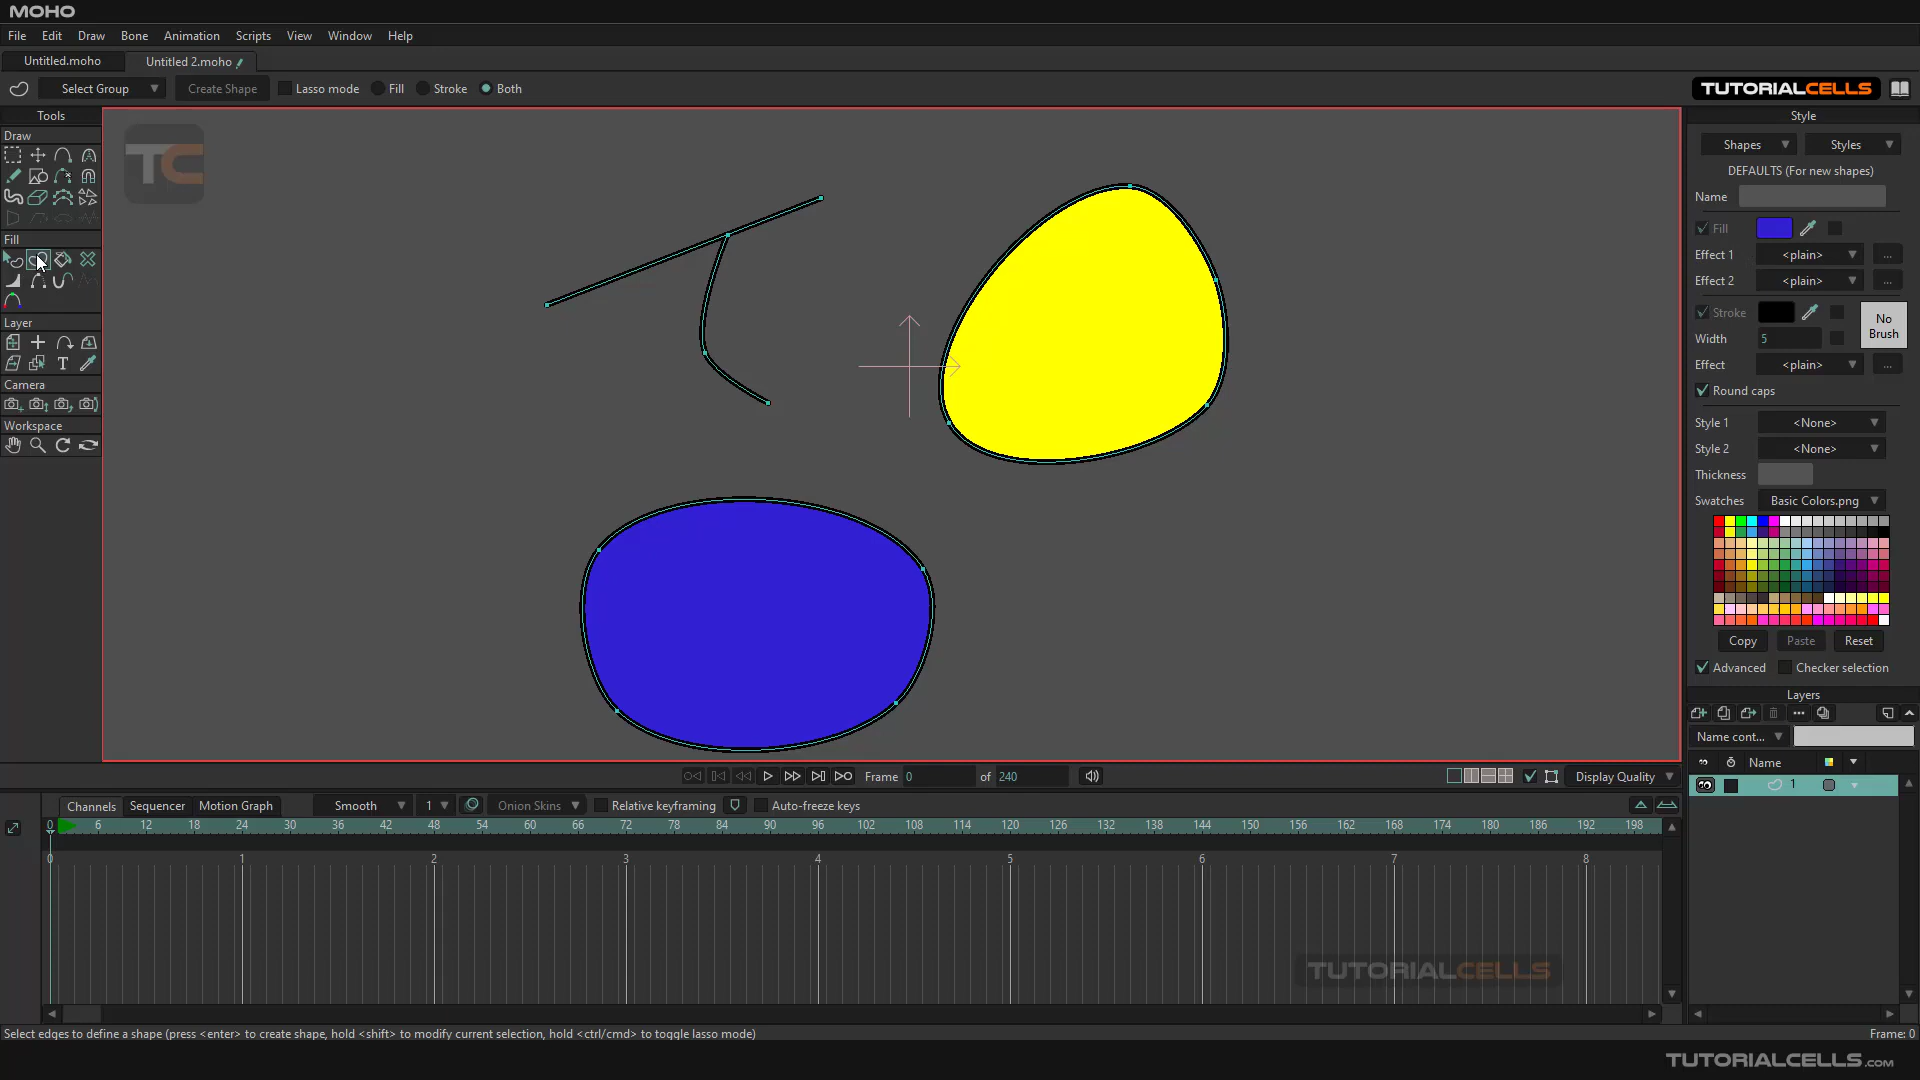 MOHO
File Edit Draw Bone Animation Scripts View Window Help
Untitled.moho Untitled 2.moho
Select Group Create Shape Lasso mode Fill Stroke Both
TUTORIALCELLS
Tools
Draw
TC
Fill
Layer
T
Camera
Workspace
Style
Shapes Styles
DEFAULTS (For new shapes)
Name
Fill
Effect 1 <plain> ...
Effect 2 <plain> ...
Stroke
No Brush
Width 5
Effect <plain> ...
Round caps
Style 1 <None>
Style 2 <None>
Thickness
Swatches Basic Colors.png
Copy Paste Reset
Advanced Checker selection
Layers
Name cont...
Name
1
Frame 0 of 240 Display Quality
Channels Sequencer Motion Graph Smooth 1 Onion Skins Relative keyframing Auto-freeze keys
0 6 12 18 24 30 36 42 48 54 60 66 72 78 84 90 96 102 108 114 120 126 132 138 144 150 156 162 168 174 180 186 192 198
0 1 2 3 4 5 6 7 8
TUTORIALCELLS
Select edges to define a shape (press <enter> to create shape, hold <shift> to modify current selection, hold <ctrl/cmd> to toggle lasso mode) Frame: 0
TUTORIALCELLS.COM